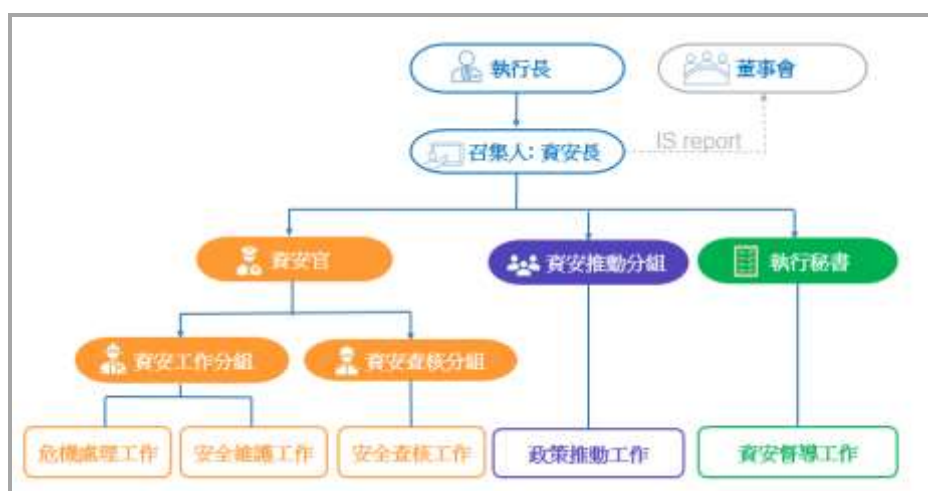 執行長
董事會
召集人: 資安長
IS report
資安官
資安推動分組
執行秘書
資安工作分組
資安查核分組
危機處理工作
安全維護工作
安全查核工作
政策推動工作
資安督導工作